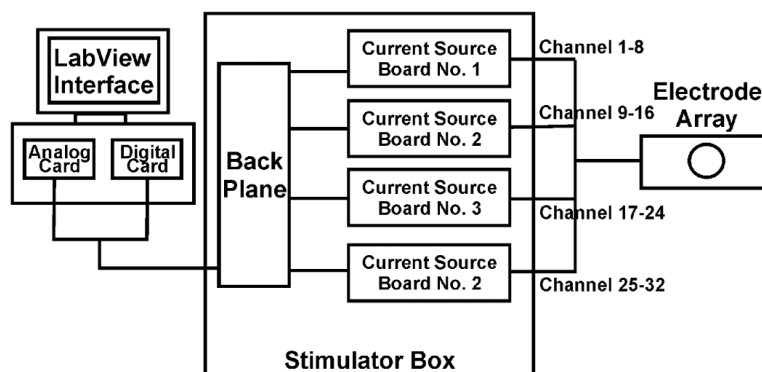 LabView
Interface
Analog
Card
Digital
Card
Back
Plane
Current Source
Board No. 1
Current Source
Board No. 2
Current Source
Board No. 3
Current Source
Board No. 2
Channel 1-8
Channel 9-16
Channel 17-24
Channel 25-32
Electrode
Array
Stimulator Box